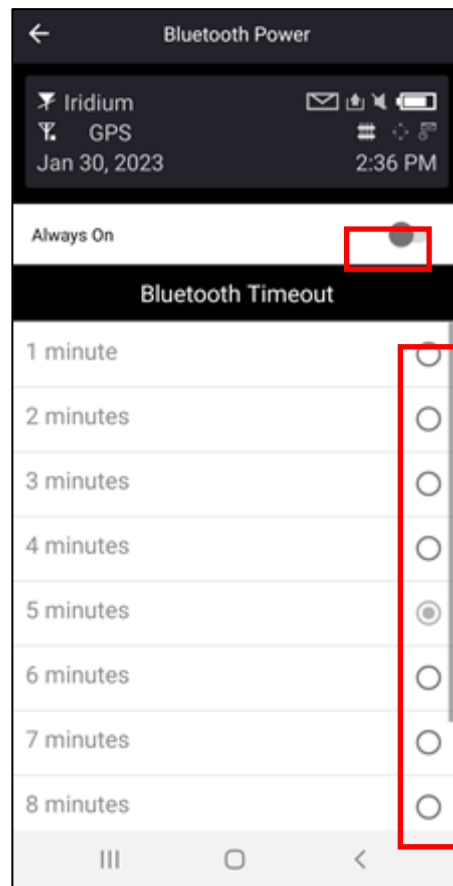 Bluetooth Power
Iridium
GPS
Jan 30, 2023 2:36 PM
Always On
Bluetooth Timeout
1 minute
2 minutes
3 minutes
4 minutes
5 minutes
6 minutes
7 minutes
8 minutes